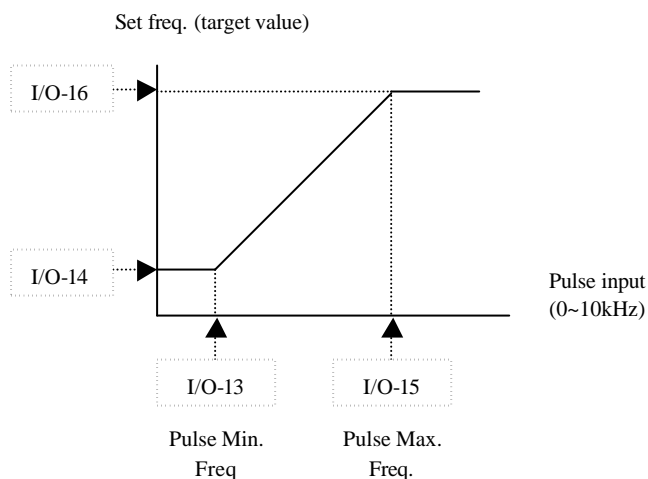 Set freq. (target value)
I/O-16
I/O-14
Pulse input
(0~10kHz)
I/O-13
I/O-15
Pulse Min.
Freq
Pulse Max.
Freq.